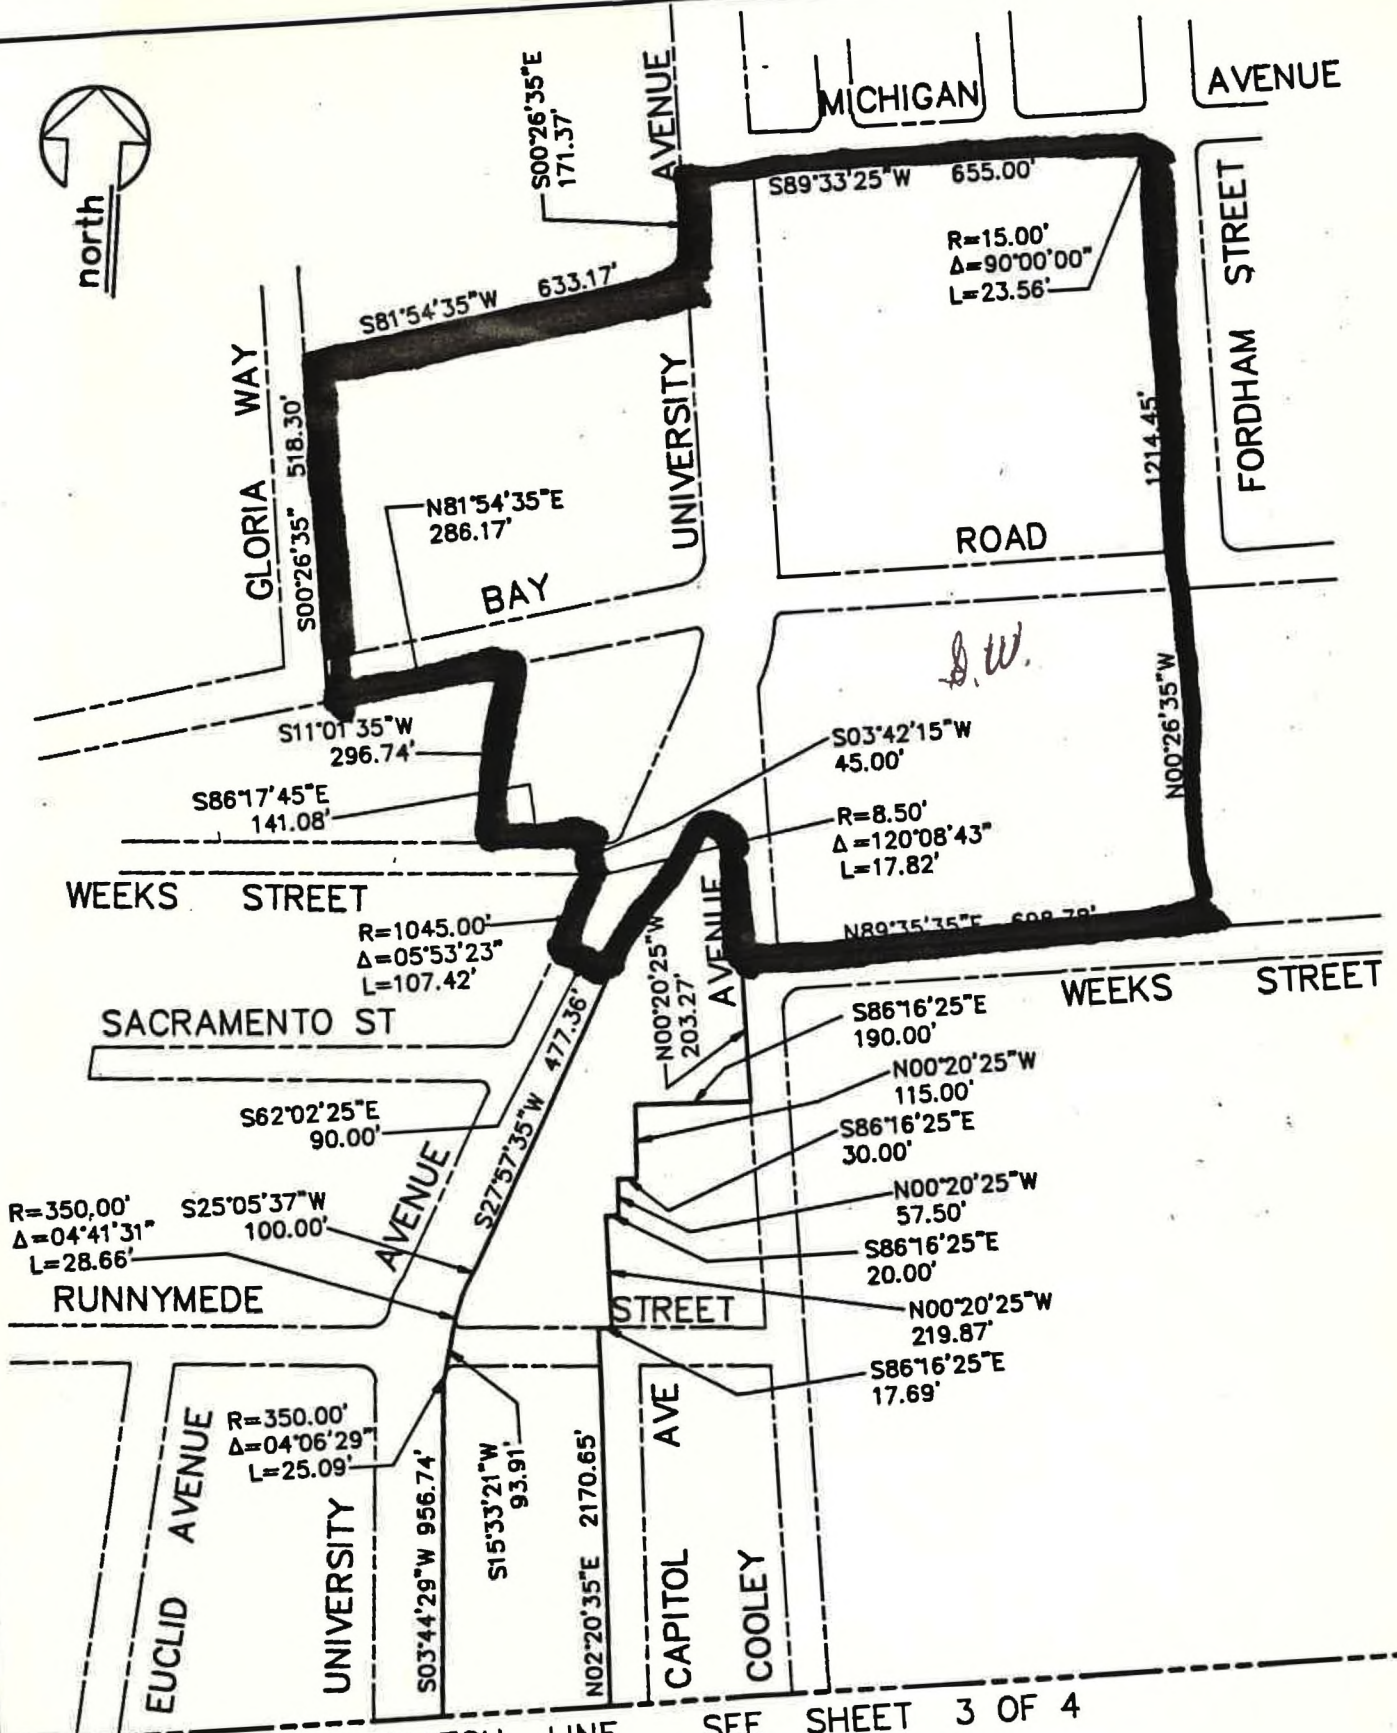 north
S00°26'35"E
171.37'
AVENUE
MICHIGAN
AVENUE
S89°33'25"W 655.00'
R=15.00'
Δ=90°00'00"
L=23.56'
FORDHAM STREET
S81°54'35"W 633.17'
GLORIA WAY
S00°26'35" 518.30'
N81°54'35"E
286.17'
UNIVERSITY
BAY
ROAD
1214.45'
N00°26'35"W
S.W.
S11°01'35"W
296.74'
S86°17'45"E
141.08'
S03°42'15"W
45.00'
R=8.50'
Δ=120°08'43"
L=17.82'
WEEKS STREET
R=1045.00'
Δ=05°53'23"
L=107.42'
N00°20'25"W
203.27'
AVENUE
N89°35'35"E 698.78'
WEEKS STREET
SACRAMENTO ST
S62°02'25"E
90.00'
S27°57'35"W 477.36'
S86°16'25"E
190.00'
N00°20'25"W
115.00'
S86°16'25"E
30.00'
N00°20'25"W
57.50'
S86°16'25"E
20.00'
N00°20'25"W
219.87'
S86°16'25"E
17.69'
R=350.00'
Δ=04°41'31"
L=28.66'
S25°05'37"W
100.00'
AVENUE
RUNNYMEDE
STREET
R=350.00'
Δ=04°06'29"
L=25.09'
EUCLID AVENUE
UNIVERSITY
S03°44'29"W 956.74'
S15°33'21"W
93.91'
N02°20'35"E 2170.65'
CAPITOL AVE
COOLEY
LINE SEE SHEET 3 OF 4